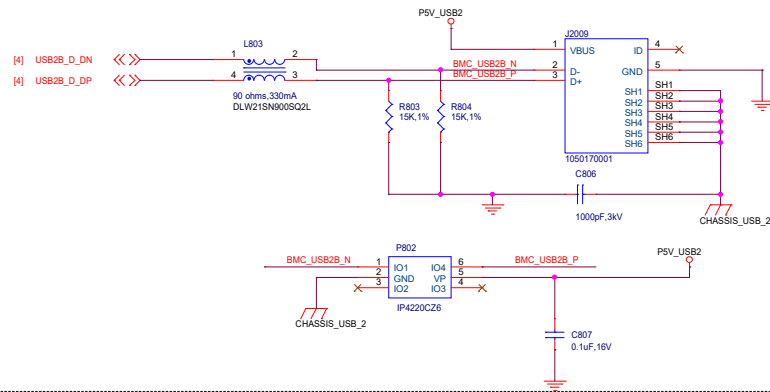 P5V_USB2
L803
J2009
[4] USB2B_D_DN
1 2
1 VBUS ID 4
BMC_USB2B_N
2 D- GND 5
[4] USB2B_D_DP
4 3
BMC_USB2B_P
3 D+
SH1 SH1
SH2 SH2
SH3 SH3
SH4 SH4
SH5 SH5
SH6 SH6
90 ohms,330mA
DLW21SN900SQ2L
R803
15K,1%
R804
15K,1%
1050170001
C806
1000pF,3kV
CHASSIS_USB_2
P802
P5V_USB2
BMC_USB2B_N
1 IO1 IO4 6
BMC_USB2B_P
2 GND VP 5
3 IO2 IO3 4
IP4220CZ6
CHASSIS_USB_2
C807
0.1uF,16V